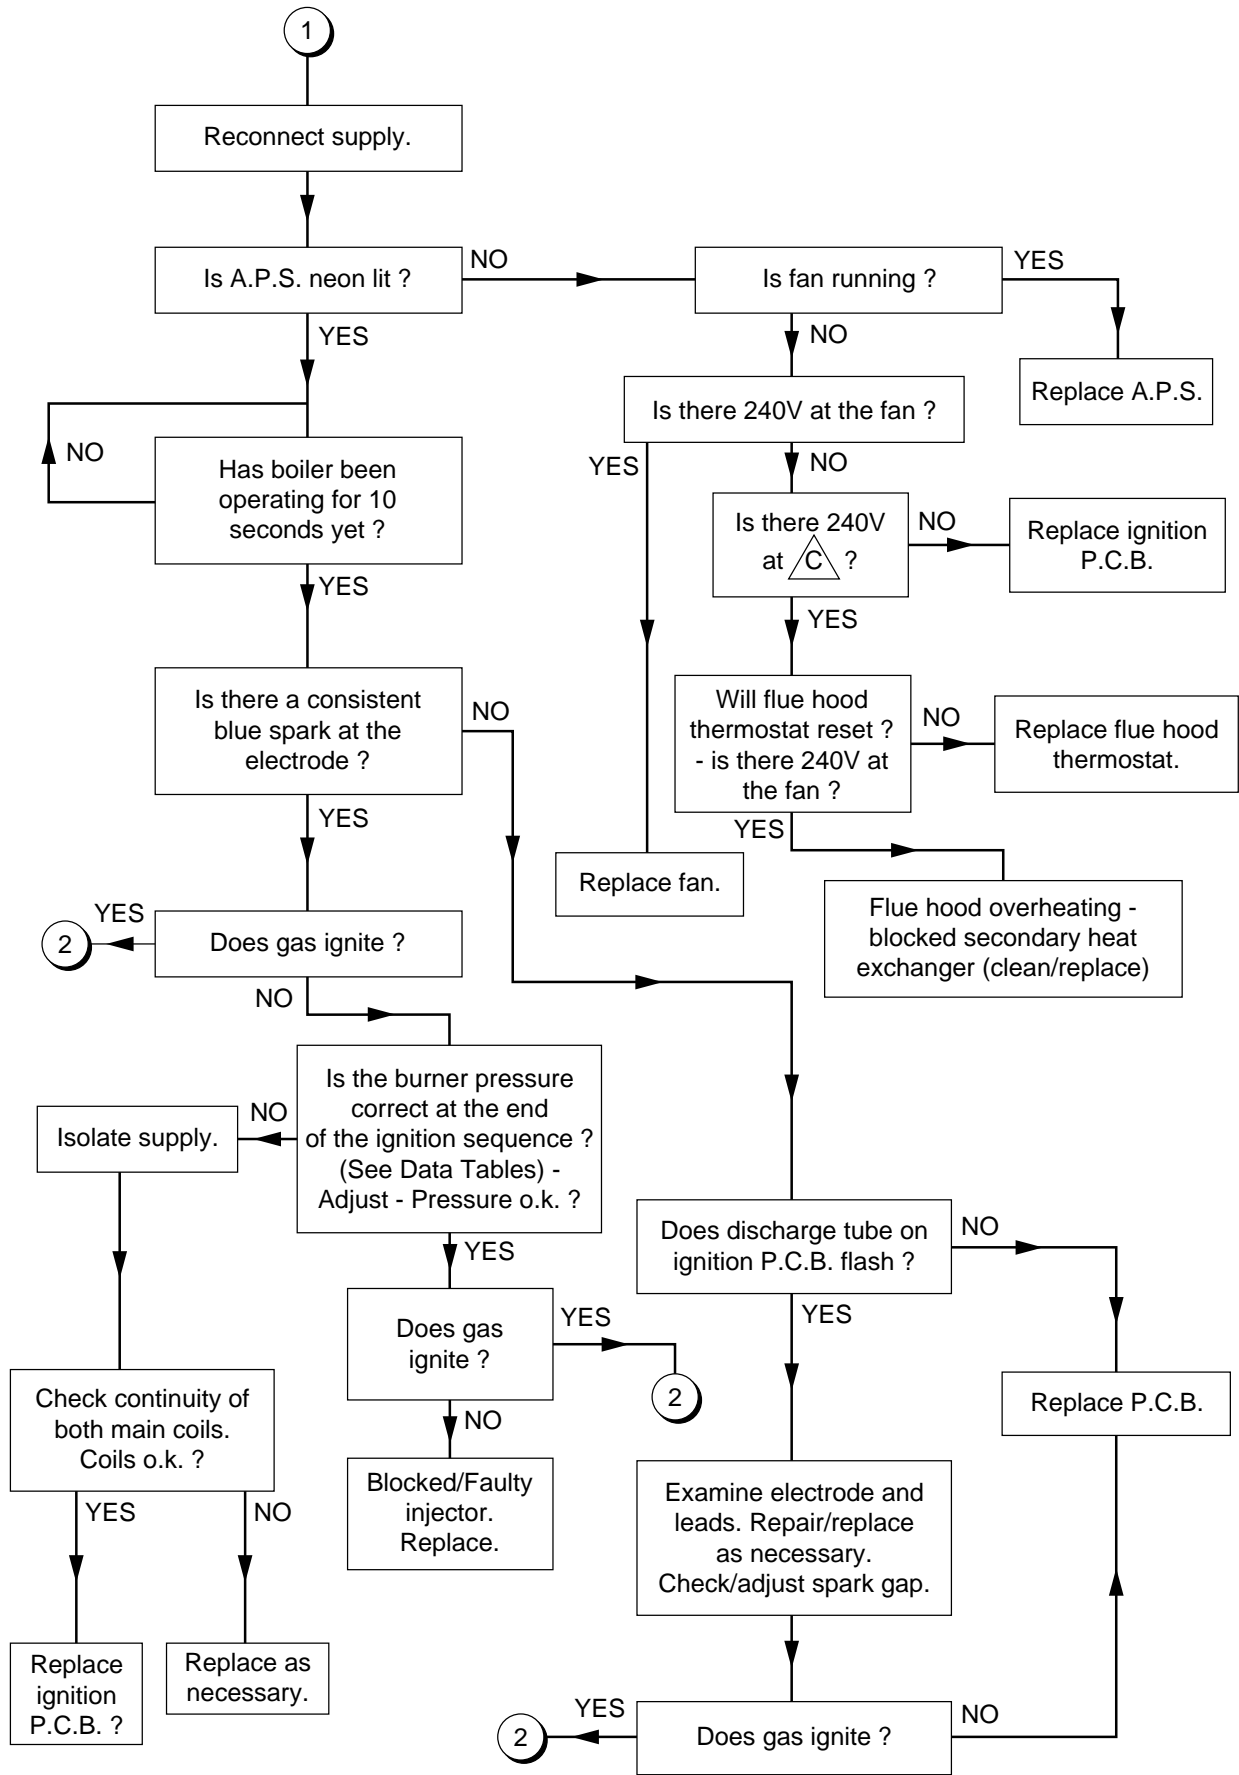 1
Reconnect supply.
Is A.P.S. neon lit ?
NO
Is fan running ?
YES
YES
NO
Replace A.P.S.
Is there 240V at the fan ?
NO
YES
NO
Has boiler been
operating for 10
seconds yet ?
Is there 240V
at C ?
NO
Replace ignition
P.C.B.
YES
YES
Is there a consistent
blue spark at the
electrode ?
NO
Will flue hood
thermostat reset ?
- is there 240V at
the fan ?
NO
Replace flue hood
thermostat.
YES
YES
Replace fan.
Flue hood overheating -
blocked secondary heat
exchanger (clean/replace)
YES
2
Does gas ignite ?
NO
Is the burner pressure
correct at the end
of the ignition sequence ?
(See Data Tables) -
Adjust - Pressure o.k. ?
NO
Isolate supply.
Does discharge tube on
ignition P.C.B. flash ?
NO
YES
YES
Does gas
ignite ?
YES
2
Replace P.C.B.
Check continuity of
both main coils.
Coils o.k. ?
NO
YES
NO
Blocked/Faulty
injector.
Replace.
Examine electrode and
leads. Repair/replace
as necessary.
Check/adjust spark gap.
Replace
ignition
P.C.B. ?
Replace as
necessary.
YES
2
Does gas ignite ?
NO